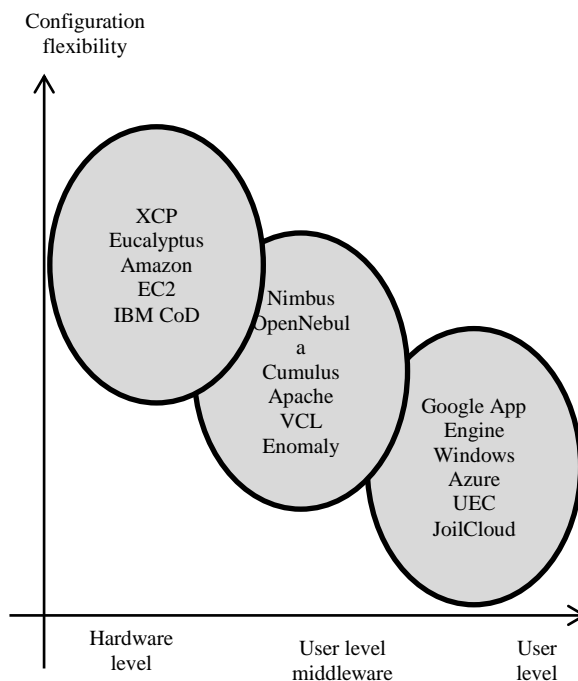 Configuration
flexibility
XCP
Eucalyptus
Amazon
EC2
IBM CoD
Nimbus
OpenNebul
a
Cumulus
Apache
VCL
Enomaly
Google App
Engine
Windows
Azure
UEC
JoilCloud
Hardware
level
User level
middleware
User
level